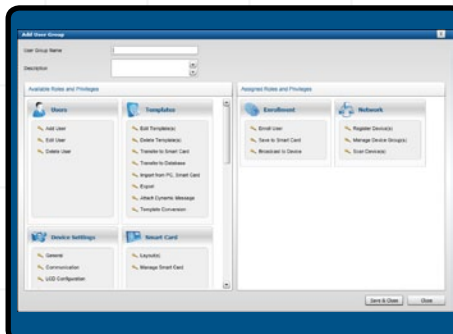 Add User Group
User Group Name
Description
Available Roles and Privileges
Users
Add User
Edit User
Delete User
Templates
Edit Template(s)
Delete Template(s)
Transfer to Smart Card
Transfer to Database
Import from PC, Smart Card
Export
Attach Dynamic Message
Template Conversion
Device Settings
General
Communication
LCD Configuration
Smart Card
Layout(s)
Manage Smart Card
Assigned Roles and Privileges
Enrollment
Enroll User
Save to Smart Card
Broadcast to Device
Network
Register Device(s)
Manage Device Group(s)
Scan Device(s)
Save & Close
Close